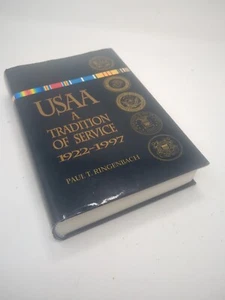 USAA
A
TRADITION
OF SERVICE
1922-1997
PAUL T. RINGENBACH